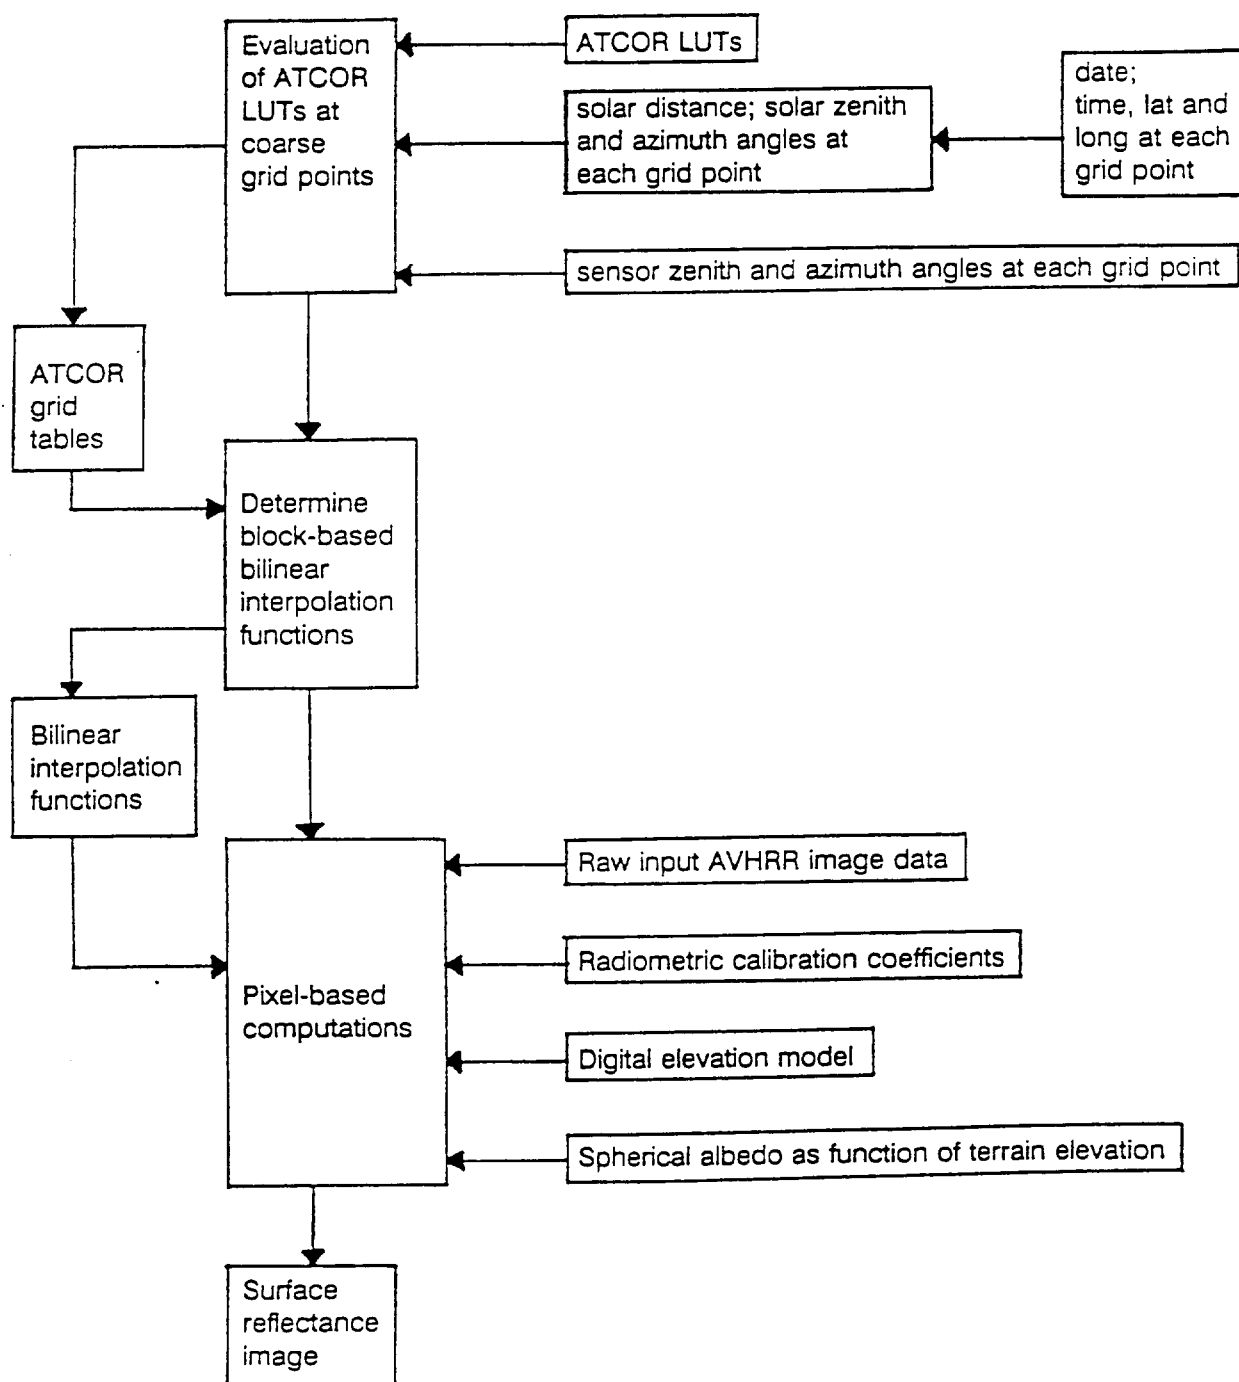 Evaluation
of ATCOR
LUTs at
coarse
grid points
ATCOR LUTs
solar distance; solar zenith
and azimuth angles at
each grid point
date;
time, lat and
long at each
grid point
sensor zenith and azimuth angles at each grid point
ATCOR
grid
tables
Determine
block-based
bilinear
interpolation
functions
Bilinear
interpolation
functions
Pixel-based
computations
Raw input AVHRR image data
Radiometric calibration coefficients
Digital elevation model
Spherical albedo as function of terrain elevation
Surface
reflectance
image